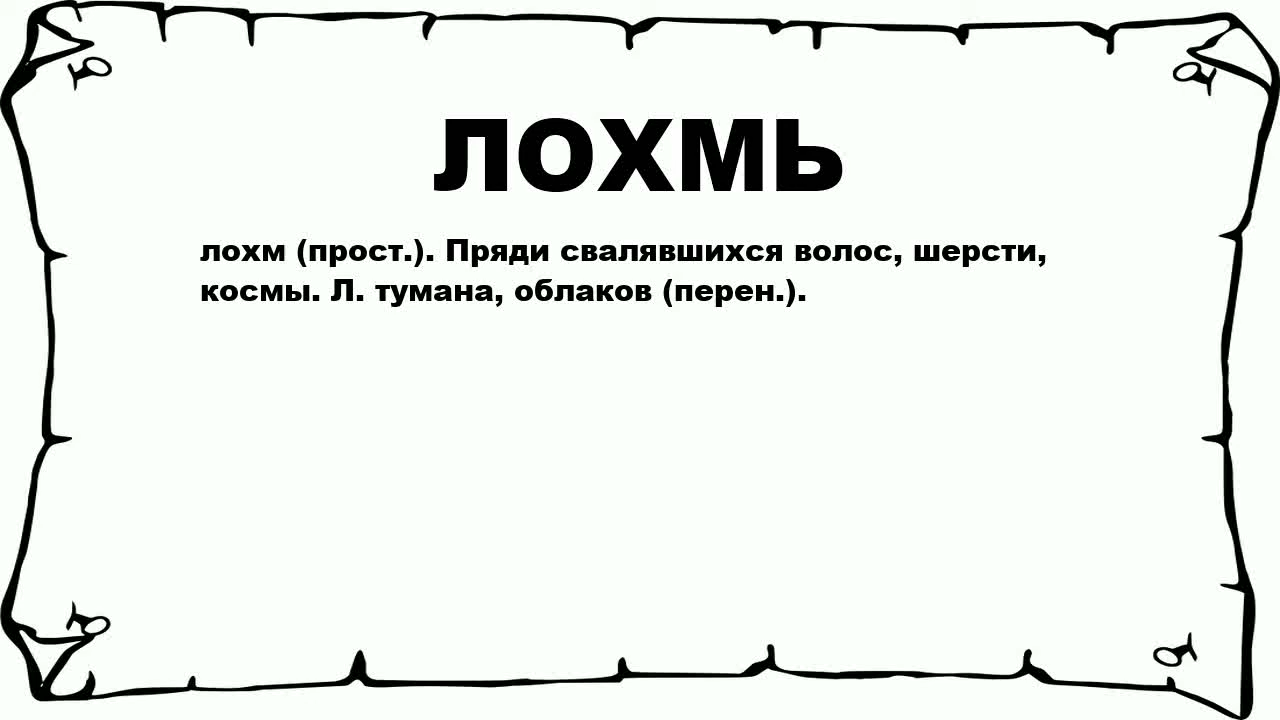 ЛОХМЬ
лохм (прост.). Пряди свалявшихся волос, шерсти,
космы. Л. тумана, облаков (перен.).